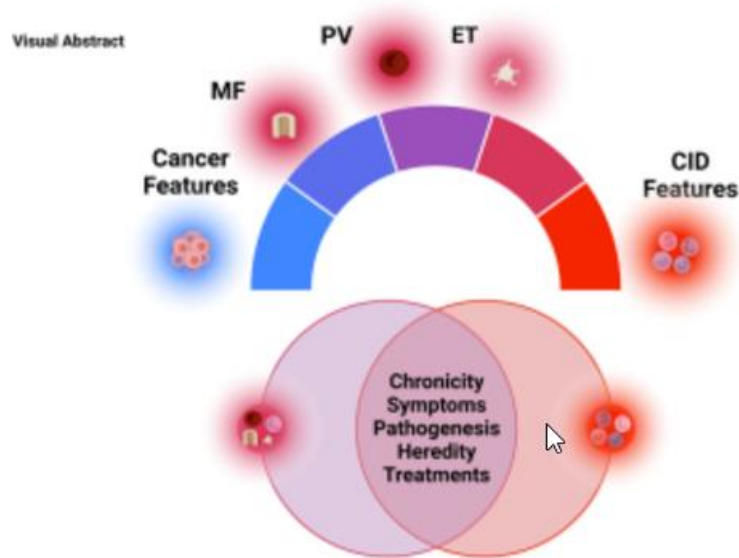 Visual Abstract
PV
ET
MF
Cancer
Features
CID
Features
Chronicity
Symptoms
Pathogenesis
Heredity
Treatments